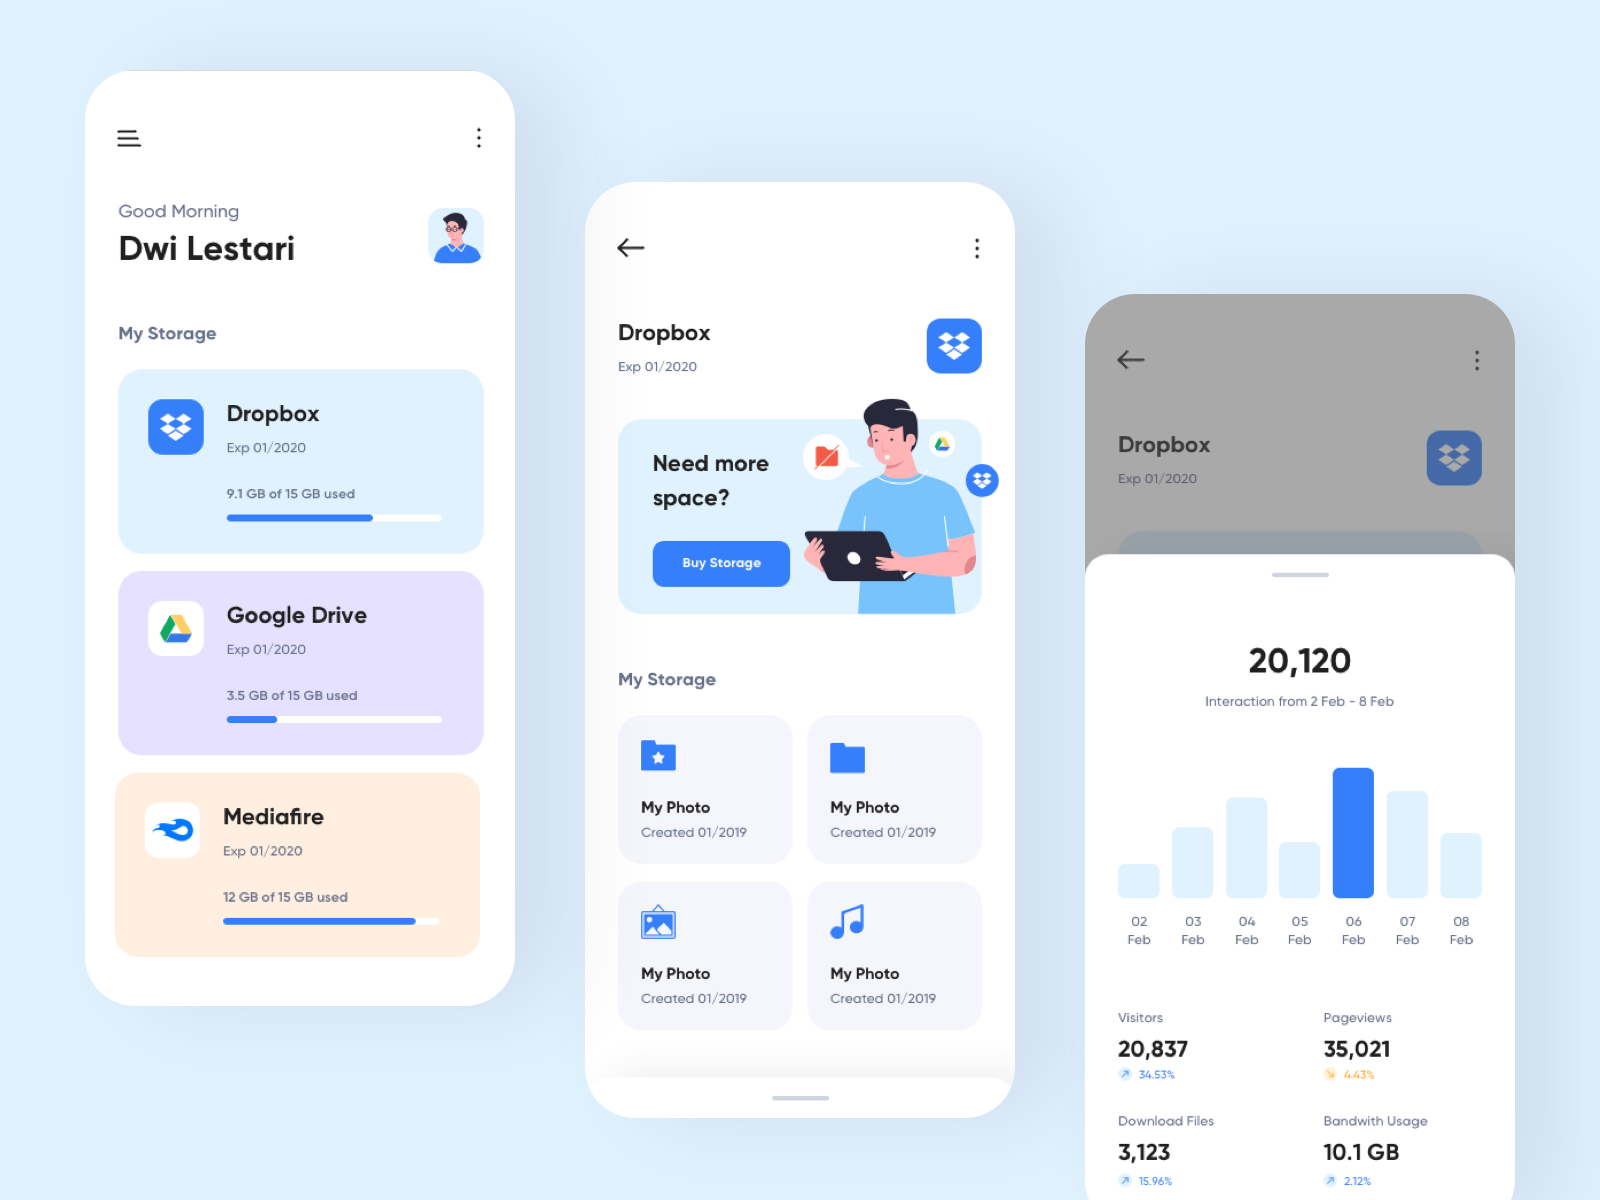 Good Morning
Dwi Lestari
My Storage
Dropbox
Exp 01/2020
9.1 GB of 15 GB used
Google Drive
Exp 01/2020
3.5 GB of 15 GB used
Mediafire
Exp 01/2020
12 GB of 15 GB used
Dropbox
Exp 01/2020
Need more
space?
Buy Storage
My Storage
My Photo
Created 01/2019
My Photo
Created 01/2019
My Photo
Created 01/2019
My Photo
Created 01/2019
Dropbox
Exp 01/2020
20,120
Interaction from 2 Feb - 8 Feb
02 03 04 05 06 07 08
Feb Feb Feb Feb Feb Feb Feb
Visitors
20,837
34.53%
Pageviews
35,021
4.43%
Download Files
3,123
15.96%
Bandwith Usage
10.1 GB
2.12%